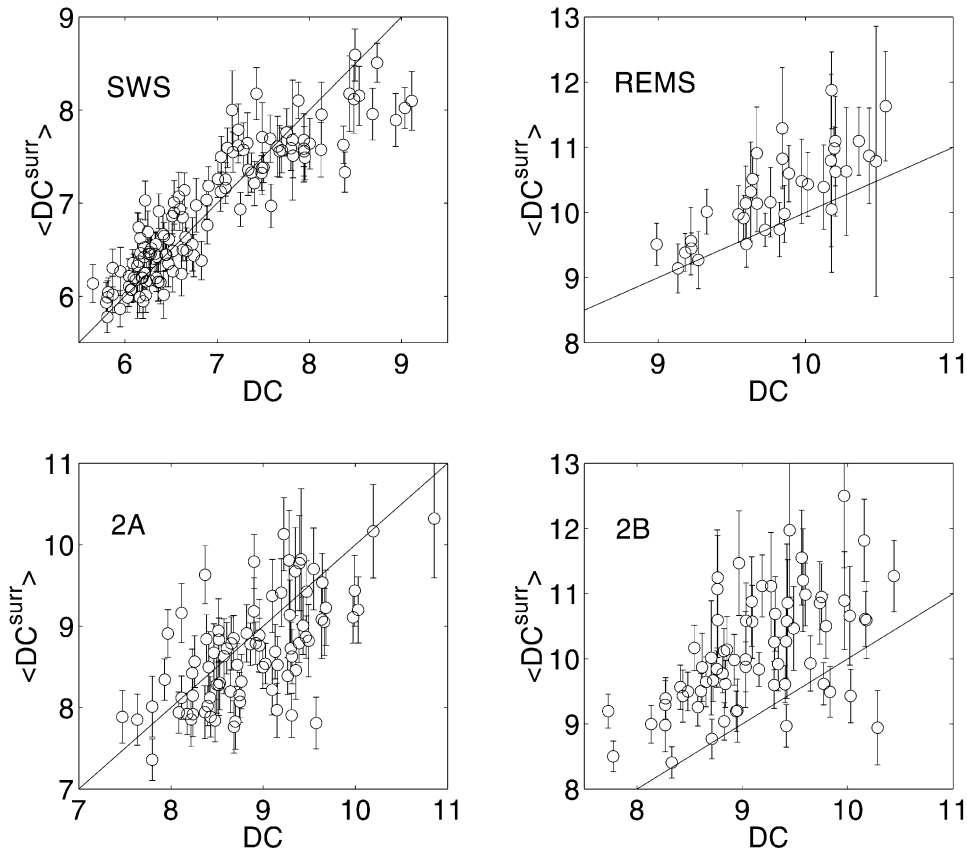 SWS
9
8
7
6
6 7 8 9
DC
<DC^surr>
REMS
13
12
11
10
9
8
9 10 11
DC
<DC^surr>
2A
11
10
9
8
7
7 8 9 10 11
DC
<DC^surr>
2B
13
12
11
10
9
8
8 9 10 11
DC
<DC^surr>